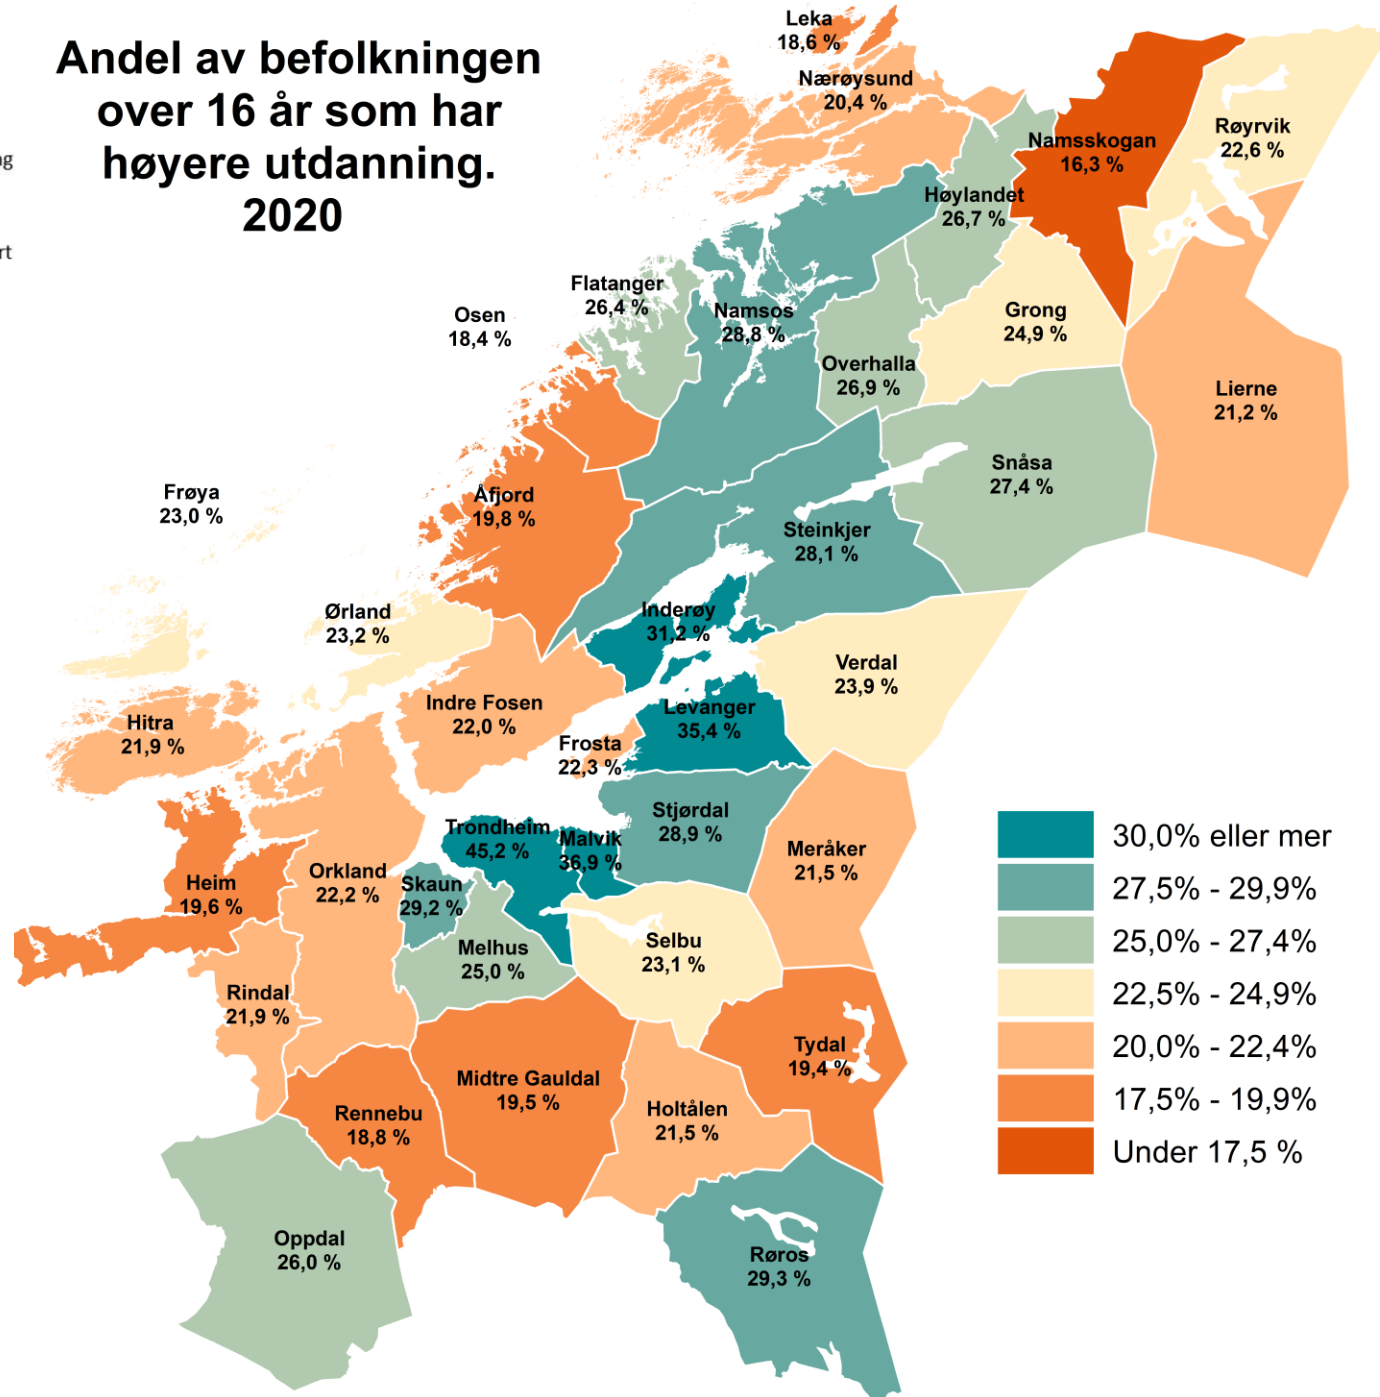 Andel av befolkningen
over 16 år som har
høyere utdanning.
2020
ng
rt
Leka
18,6 %
Nærøysund
20,4 %
Namsskogan
16,3 %
Røyrvik
22,6 %
Høylandet
26,7 %
Flatanger
26,4 %
Osen
18,4 %
Namsos
28,8 %
Grong
24,9 %
Overhalla
26,9 %
Lierne
21,2 %
Snåsa
27,4 %
Frøya
23,0 %
Åfjord
19,8 %
Steinkjer
28,1 %
Ørland
23,2 %
Inderøy
31,2 %
Verdal
23,9 %
Indre Fosen
22,0 %
Levanger
35,4 %
Hitra
21,9 %
Frosta
22,3 %
Stjørdal
28,9 %
Trondheim
45,2 %
Malvik
36,9 %
Meråker
21,5 %
Orkland
22,2 %
Skaun
29,2 %
Heim
19,6 %
Melhus
25,0 %
Selbu
23,1 %
Rindal
21,9 %
Tydal
19,4 %
Midtre Gauldal
19,5 %
Rennebu
18,8 %
Holtålen
21,5 %
Oppdal
26,0 %
Røros
29,3 %
30,0% eller mer
27,5% - 29,9%
25,0% - 27,4%
22,5% - 24,9%
20,0% - 22,4%
17,5% - 19,9%
Under 17,5 %